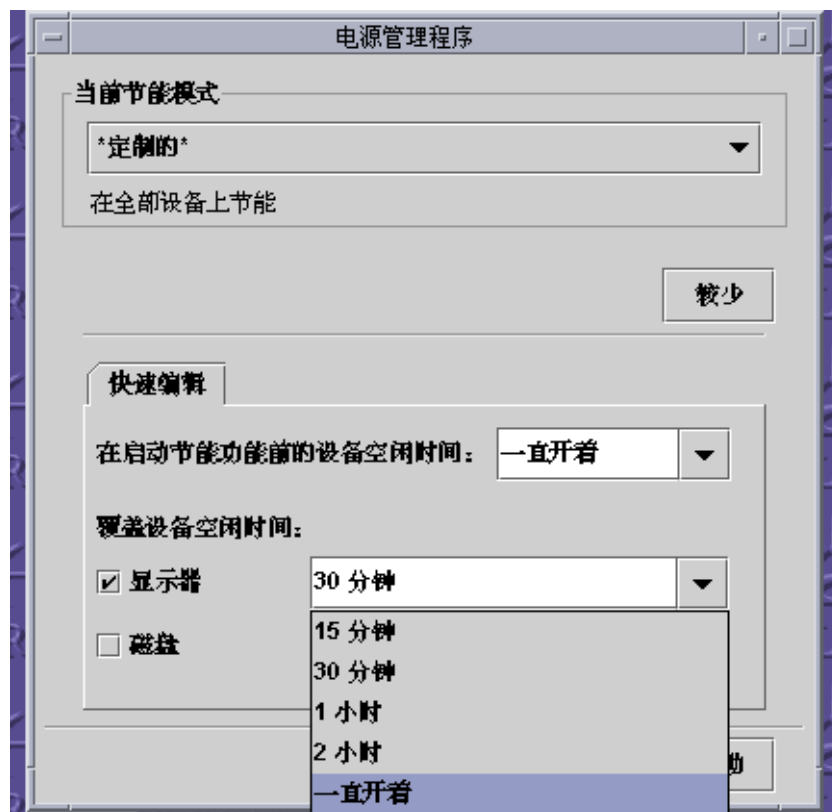 电源管理程序
当前节能模式
*定制的*
在全部设备上节能
较少
快速编辑
在启动节能功能前的设备空闲时间： 一直开着
覆盖设备空闲时间：
显示器 30 分钟
15 分钟
磁盘
30 分钟
1 小时
2 小时
一直开着